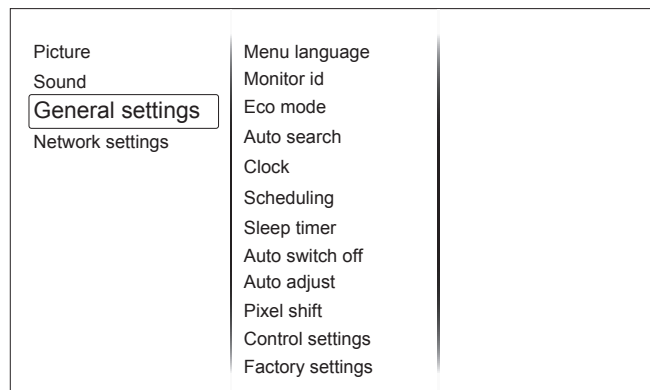 Picture
Sound
General settings
Network settings
Menu language
Monitor id
Eco mode
Auto search
Clock
Scheduling
Sleep timer
Auto switch off
Auto adjust
Pixel shift
Control settings
Factory settings